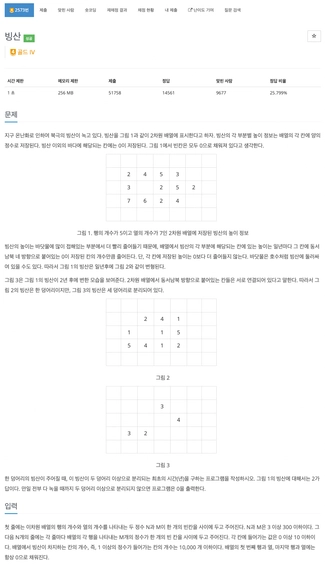 2573번
제출
맞힌 사람
숏코딩
재채점 결과
채점 현황
내 제출
난이도 기여
질문 검색
빙산
성공
골드 IV
시간 제한 메모리 제한 제출 정답 맞힌 사람 정답 비율
1 초 256 MB 51758 14561 9677 25.799%
문제
지구 온난화로 인하여 북극의 빙산이 녹고 있다. 빙산을 그림 1과 같이 2차원 배열에 표시한다고 하자. 빙산의 각 부분별 높이 정보는 배열의 각 칸에 양의
정수로 저장된다. 빙산 이외의 바다에 해당되는 칸에는 0이 저장된다. 그림 1에서 빈칸은 모두 0으로 채워져 있다고 생각한다.
2 4 5 3
3 2 5 2
7 6 2 4
그림 1. 행의 개수가 5이고 열의 개수가 7인 2차원 배열에 저장된 빙산의 높이 정보
빙산의 높이는 바닷물에 많이 접해있는 부분에서 더 빨리 줄어들기 때문에, 배열에서 빙산의 각 부분에 해당되는 칸에 있는 높이는 일년마다 그 칸에 동서
남북 네 방향으로 붙어있는 0이 저장된 칸의 개수만큼 줄어든다. 단, 각 칸에 저장된 높이는 0보다 더 줄어들지 않는다. 바닷물은 호수처럼 빙산에 둘러싸
여 있을 수도 있다. 따라서 그림 1의 빙산은 일년후에 그림 2와 같이 변형된다.
그림 3은 그림 1의 빙산이 2년 후에 변한 모습을 보여준다. 2차원 배열에서 동서남북 방향으로 붙어있는 칸들은 서로 연결되어 있다고 말한다. 따라서 그
림 2의 빙산은 한 덩어리이지만, 그림 3의 빙산은 세 덩어리로 분리되어 있다.
2 4 1
1 1 5
5 4 1 2
그림 2
3
4
3 2
그림 3
한 덩어리의 빙산이 주어질 때, 이 빙산이 두 덩어리 이상으로 분리되는 최초의 시간(년)을 구하는 프로그램을 작성하시오. 그림 1의 빙산에 대해서는 2가
답이다. 만일 전부 다 녹을 때까지 두 덩어리 이상으로 분리되지 않으면 프로그램은 0을 출력한다.
입력
첫 줄에는 이차원 배열의 행의 개수와 열의 개수를 나타내는 두 정수 N과 M이 한 개의 빈칸을 사이에 두고 주어진다. N과 M은 3 이상 300 이하이다. 그
다음 N개의 줄에는 각 줄마다 배열의 각 행을 나타내는 M개의 정수가 한 개의 빈 칸을 사이에 두고 주어진다. 각 칸에 들어가는 값은 0 이상 10 이하이
다. 배열에서 빙산이 차지하는 칸의 개수, 즉, 1 이상의 정수가 들어가는 칸의 개수는 10,000 개 이하이다. 배열의 첫 번째 행과 열, 마지막 행과 열에는
항상 0으로 채워진다.